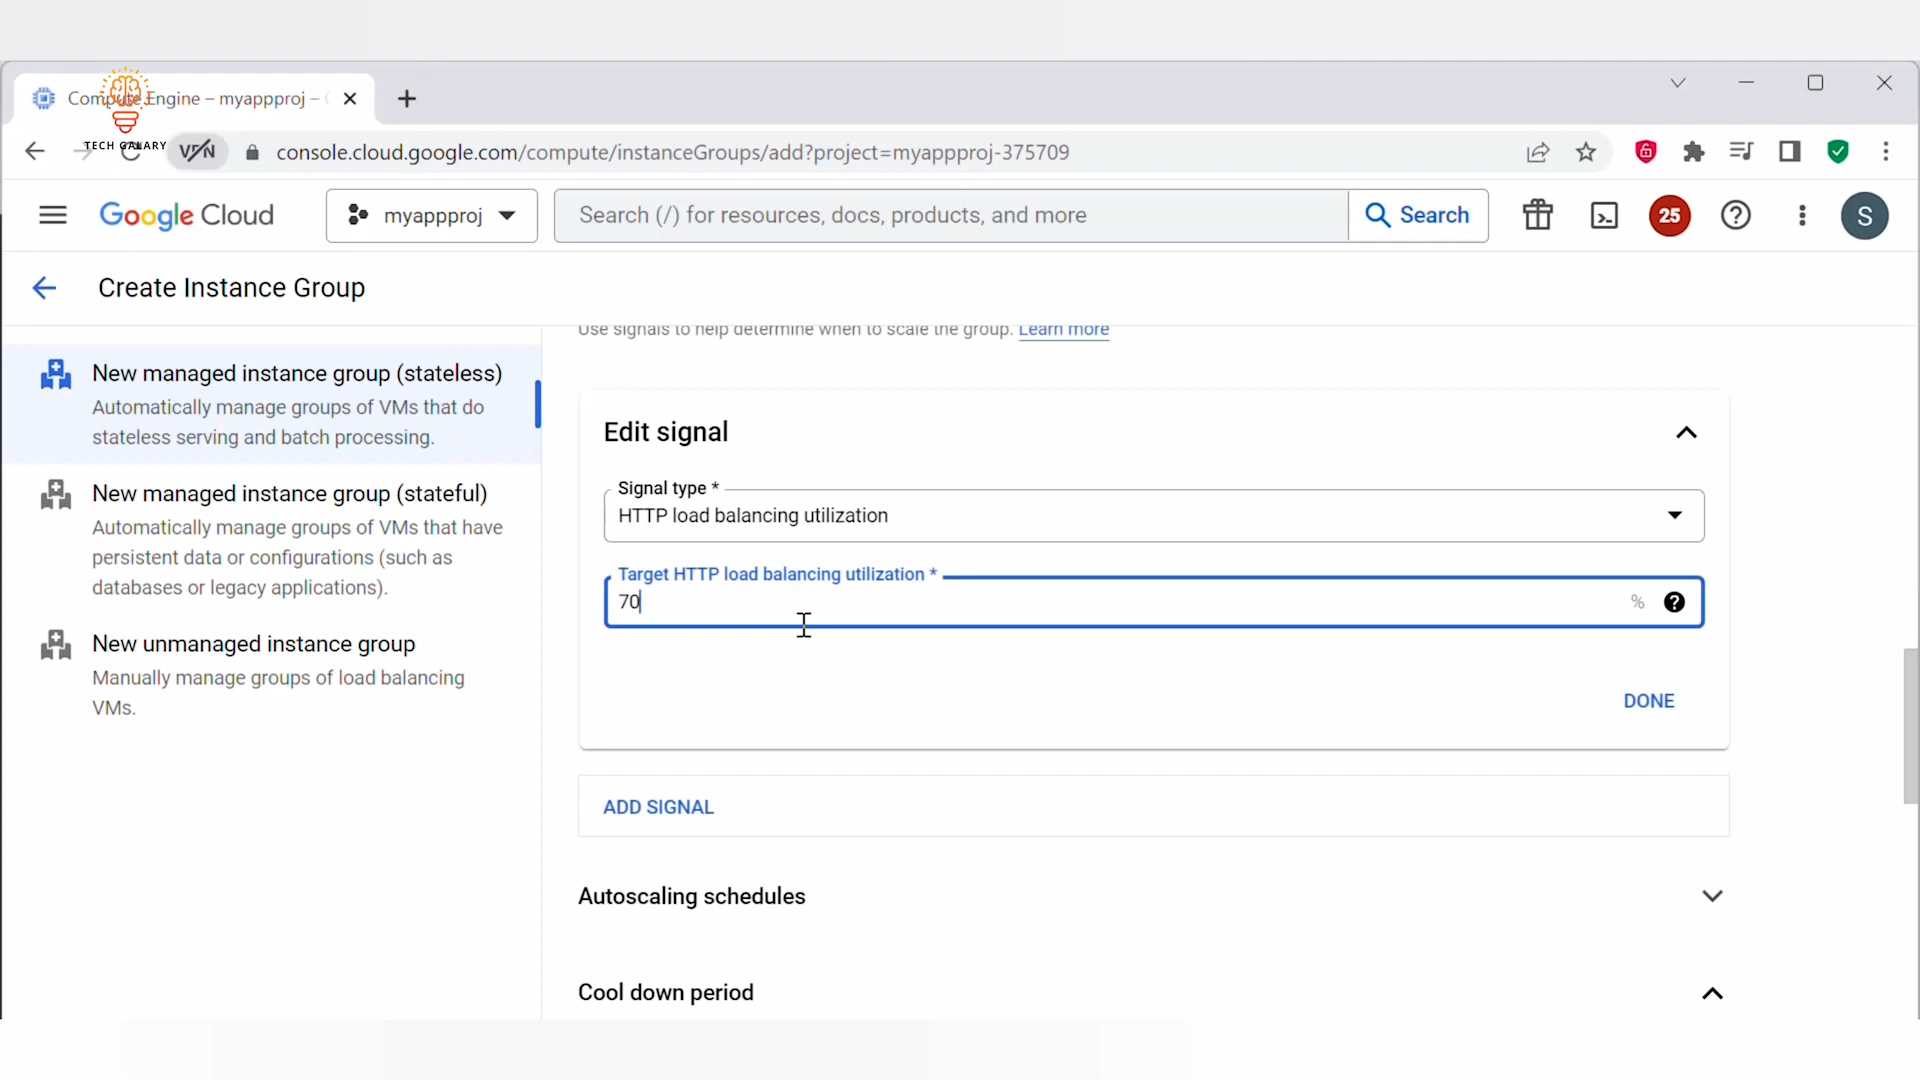 Compute Engine – myappproj –
TECH GALARY
VPN
console.cloud.google.com/compute/instanceGroups/add?project=myappproj-375709
Google Cloud
myappproj
Search (/) for resources, docs, products, and more
Search
25
S
Create Instance Group
New managed instance group (stateless)
Automatically manage groups of VMs that do
stateless serving and batch processing.
New managed instance group (stateful)
Automatically manage groups of VMs that have
persistent data or configurations (such as
databases or legacy applications).
New unmanaged instance group
Manually manage groups of load balancing
VMs.
Use signals to help determine when to scale the group. Learn more
Edit signal
Signal type *
HTTP load balancing utilization
Target HTTP load balancing utilization *
70
%
DONE
ADD SIGNAL
Autoscaling schedules
Cool down period